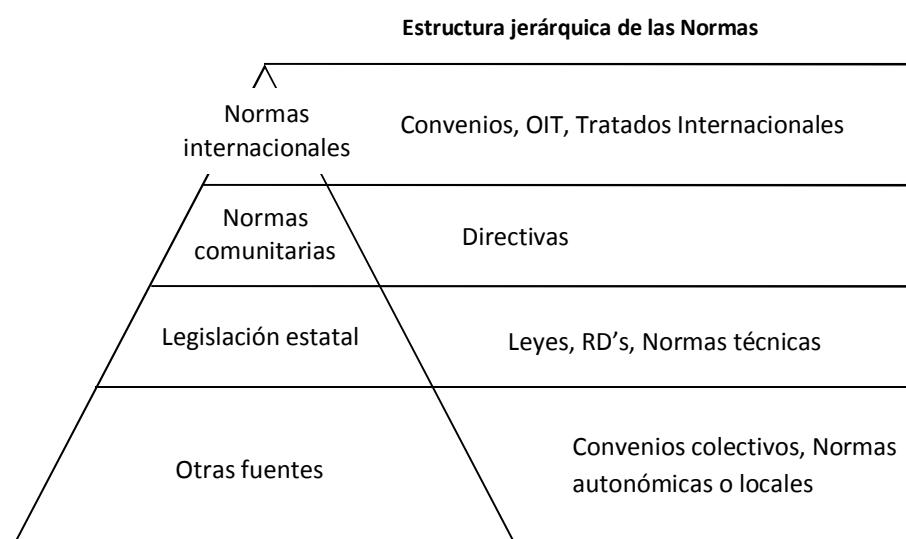 Estructura jerárquica de las Normas
Normas
internacionales
Convenios, OIT, Tratados Internacionales
Normas
comunitarias
Directivas
Legislación estatal
Leyes, RD’s, Normas técnicas
Otras fuentes
Convenios colectivos, Normas
autonómicas o locales